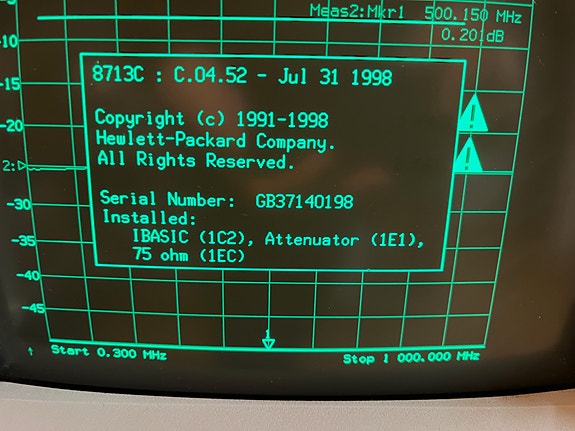 Meas2:Mkr1 500.150 MHz
0.201dB
-5
-10
-15
-20
2:
-30
-35
-40
-45
8713C : C.04.52 - Jul 31 1998
Copyright (c) 1991-1998
Hewlett-Packard Company.
All Rights Reserved.
Serial Number: GB37140198
Installed:
IBASIC (1C2), Attenuator (1E1),
75 ohm (1EC)
1
Start 0.300 MHz
Stop 1 000.000 MHz